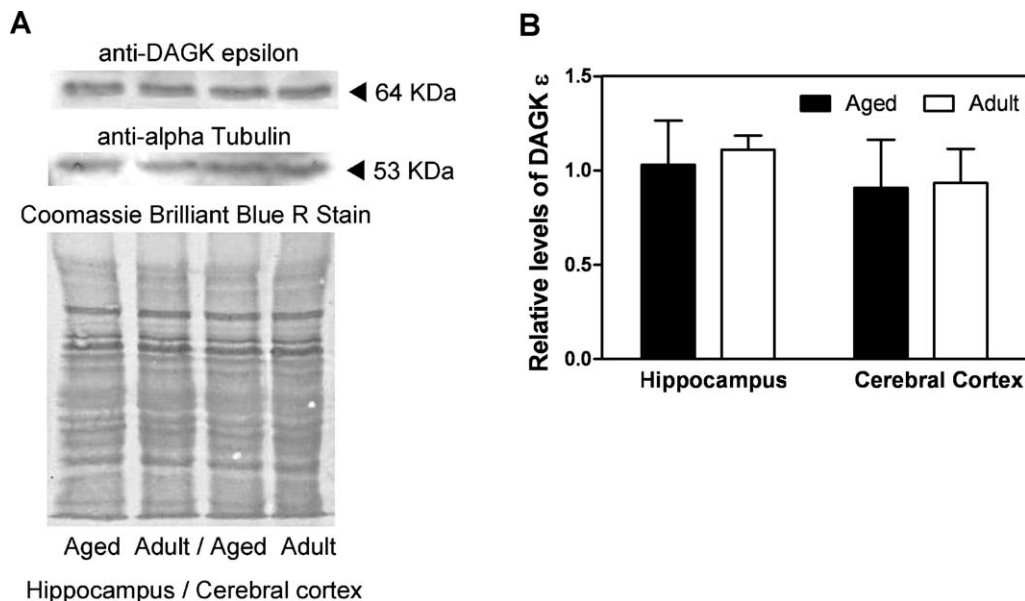 A
anti-DAGK epsilon
◄ 64 KDa
anti-alpha Tubulin
◄ 53 KDa
Coomassie Brilliant Blue R Stain
Aged Adult / Aged Adult
Hippocampus / Cerebral cortex
B
Relative levels of DAGK ε
1.5
1.0
0.5
0.0
Aged Adult
Hippocampus Cerebral Cortex